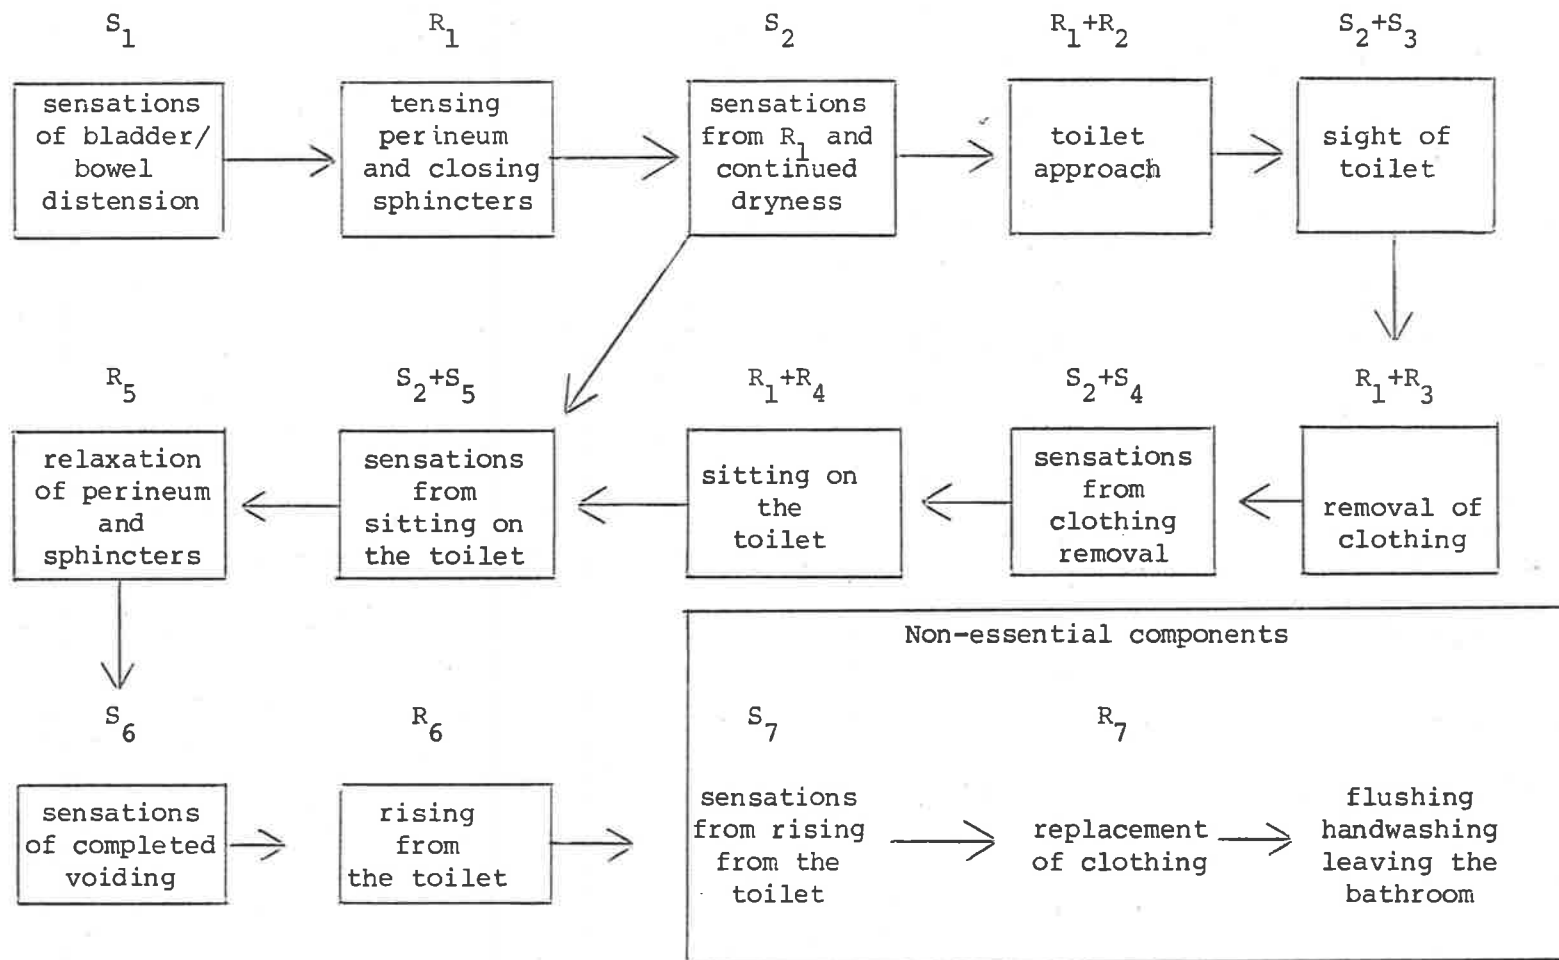 S1
R1
S2
R1+R2
S2+S3
sensations
of bladder/
bowel
distension
tensing
perineum
and closing
sphincters
sensations
from R1 and
continued
dryness
toilet
approach
sight of
toilet
R5
S2+S5
R1+R4
S2+S4
R1+R3
relaxation
of perineum
and
sphincters
sensations
from
sitting on
the toilet
sitting on
the
toilet
sensations
from
clothing
removal
removal of
clothing
Non-essential components
S6
R6
S7
R7
sensations
of completed
voiding
rising
from
the toilet
sensations
from rising
from the
toilet
replacement
of clothing
flushing
handwashing
leaving the
bathroom